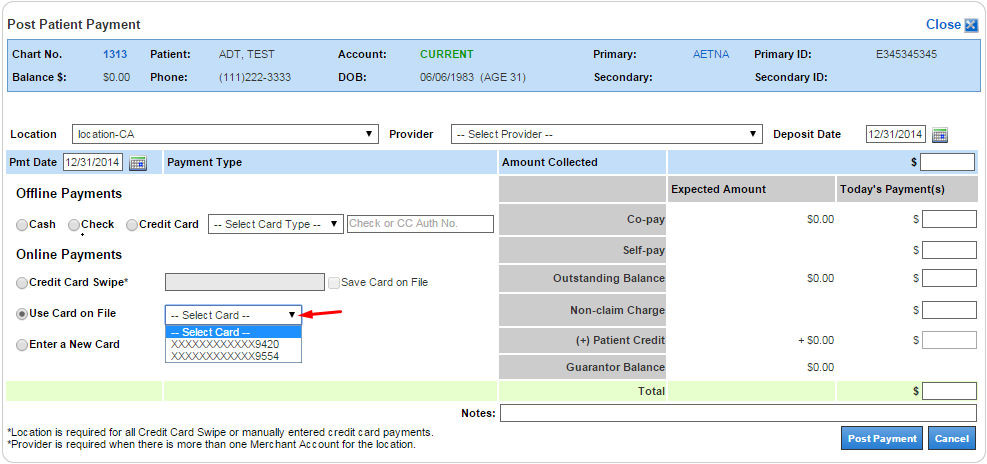 Post Patient Payment Close
Chart No. 1313 Patient: ADT, TEST Account: CURRENT Primary: AETNA Primary ID: E345345345
Balance $: $0.00 Phone: (111)222-3333 DOB: 06/06/1983 (AGE 31) Secondary: Secondary ID:
Location location-CA Provider -- Select Provider -- Deposit Date 12/31/2014
Pmt Date 12/31/2014 Payment Type Amount Collected $
Offline Payments Expected Amount Today's Payment(s)
Cash Check Credit Card -- Select Card Type -- Check or CC Auth No. Co-pay $0.00 $
Online Payments Self-pay $
Credit Card Swipe* Save Card on File Outstanding Balance $0.00 $
Use Card on File -- Select Card -- Non-claim Charge $
-- Select Card --
Enter a New Card XXXXXXXXXXXX9420 (+) Patient Credit + $0.00 $
XXXXXXXXXXXX9554
Guarantor Balance $0.00
Total $
Notes:
*Location is required for all Credit Card Swipe or manually entered credit card payments.
*Provider is required when there is more than one Merchant Account for the location.
Post Payment Cancel